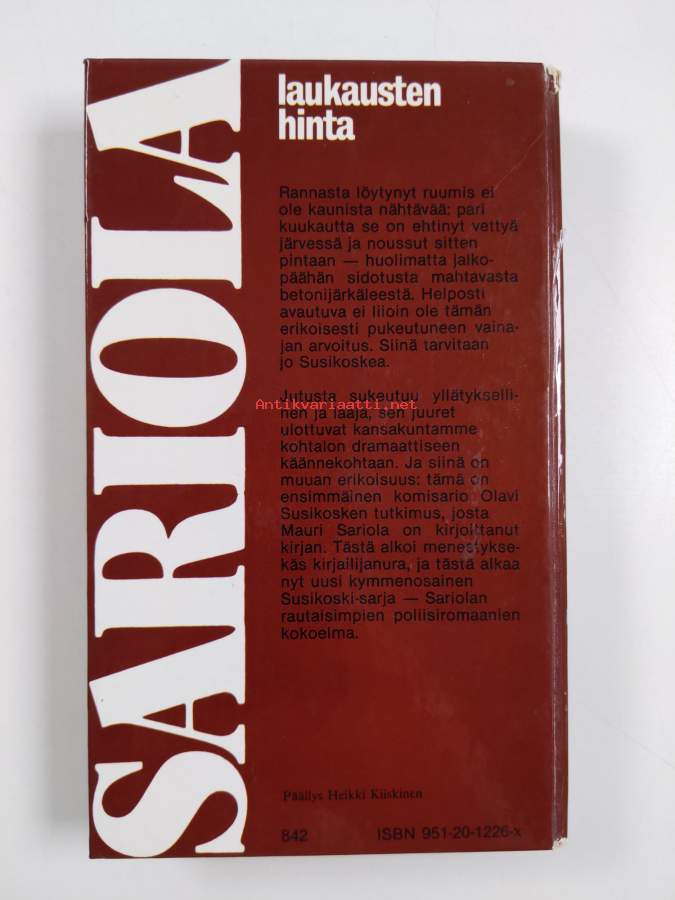 SARIOLA
laukausten
hinta
Rannasta löytynyt ruumis ei
ole kaunista nähtävää: pari
kuukautta se on ehtinyt vettyä
järvessä ja noussut sitten
pintaan — huolimatta jalko-
päähän sidotusta mahtavasta
betonijärkäleestä. Helposti
avautuva ei liioin ole tämän
erikoisesti pukeutuneen vaina-
jan arvoitus. Siinä tarvitaan
jo Susikoskea.
Jutusta sukeutuu yllätykselli-
Antikvariaatti.net
nen ja laaja, sen juuret
ulottuvat kansakuntamme
kohtalon dramaattiseen
käännekohtaan. Ja siinä on
muuan erikoisuus: tämä on
ensimmäinen komisario Olavi
Susikosken tutkimus, josta
Mauri Sariola on kirjoittanut
kirjan. Tästä alkoi menestykse-
käs kirjailijanura, ja tästä alkaa
nyt uusi kymmenosainen
Susikoski-sarja — Sariolan
rautaisimpien poliisiromaanien
kokoelma.
Päällys Heikki Kiiskinen
842 ISBN 951-20-1226-x